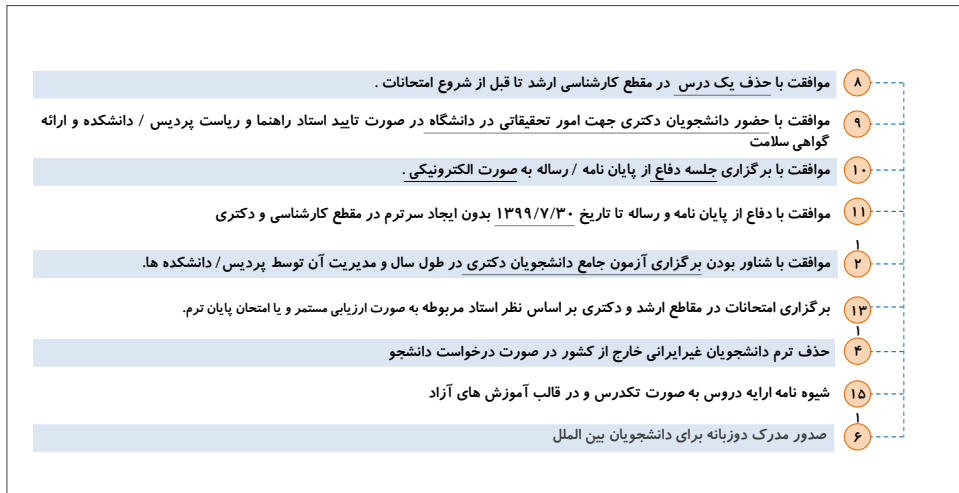 ۸ موافقت با حذف یک درس در مقطع کارشناسی ارشد تا قبل از شروع امتحانات .
۹ موافقت با حضور دانشجویان دکتری جهت امور تحقیقاتی در دانشگاه در صورت تایید استاد راهنما و ریاست پردیس / دانشکده و ارائه
گواهی سلامت
۱۰ موافقت با برگزاری جلسه دفاع از پایان نامه / رساله به صورت الکترونیکی .
۱۱ موافقت با دفاع از پایان نامه و رساله تا تاریخ ۱۳۹۹/۷/۳۰ بدون ایجاد سرترم در مقطع کارشناسی و دکتری
۱
۲ موافقت با شناور بودن برگزاری آزمون جامع دانشجویان دکتری در طول سال و مدیریت آن توسط پردیس/ دانشکده ها.
۱۳ برگزاری امتحانات در مقاطع ارشد و دکتری بر اساس نظر استاد مربوطه به صورت ارزیابی مستمر و یا امتحان پایان ترم.
۱
۴ حذف ترم دانشجویان غیرایرانی خارج از کشور در صورت درخواست دانشجو
۱۵ شیوه نامه ارایه دروس به صورت تکدرس و در قالب آموزش های آزاد
۱
۶ صدور مدرک دوزبانه برای دانشجویان بین الملل